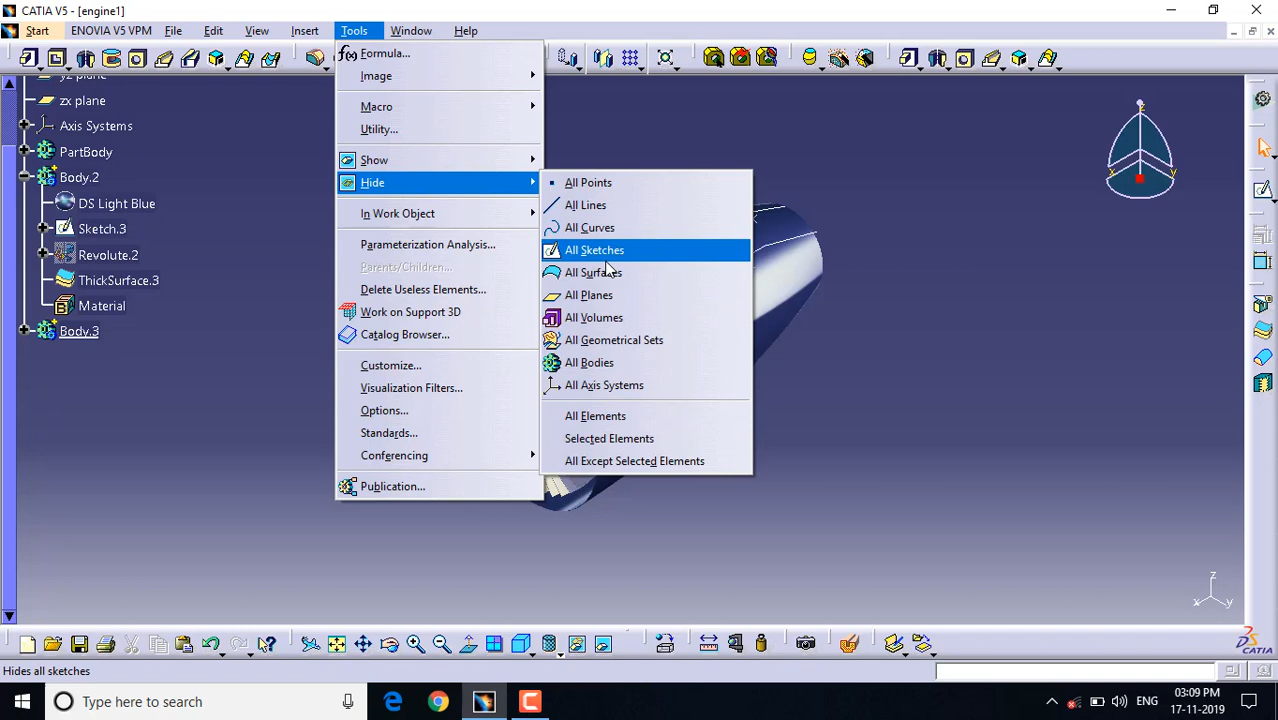 CATIA V5 - [engine1]
Start ENOVIA V5 VPM File Edit View Insert Tools Window Help
yz plane
zx plane
Axis Systems
PartBody
Body.2
DS Light Blue
Sketch.3
Revolute.2
ThickSurface.3
Material
Body.3
f(x) Formula...
Image
Macro
Utility...
Show
Hide
In Work Object
Parameterization Analysis...
Parents/Children...
Delete Useless Elements...
Work on Support 3D
Catalog Browser...
Customize...
Visualization Filters...
Options...
Standards...
Conferencing
Publication...
All Points
All Lines
All Curves
All Sketches
All Surfaces
All Planes
All Volumes
All Geometrical Sets
All Bodies
All Axis Systems
All Elements
Selected Elements
All Except Selected Elements
z
x y
z
x y
DS
CATIA
Hides all sketches
Type here to search
ENG
03:09 PM
17-11-2019